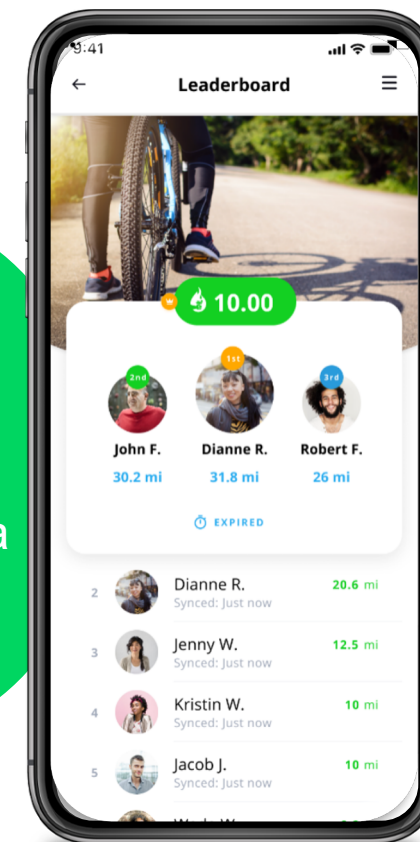 9:41
Leaderboard
10.00
2nd
1st
3rd
John F.
Dianne R.
Robert F.
30.2 mi
31.8 mi
26 mi
EXPIRED
a
2
Dianne R.
20.6 mi
Synced: Just now
3
Jenny W.
12.5 mi
Synced: Just now
4
Kristin W.
10 mi
Synced: Just now
5
Jacob J.
10 mi
Synced: Just now